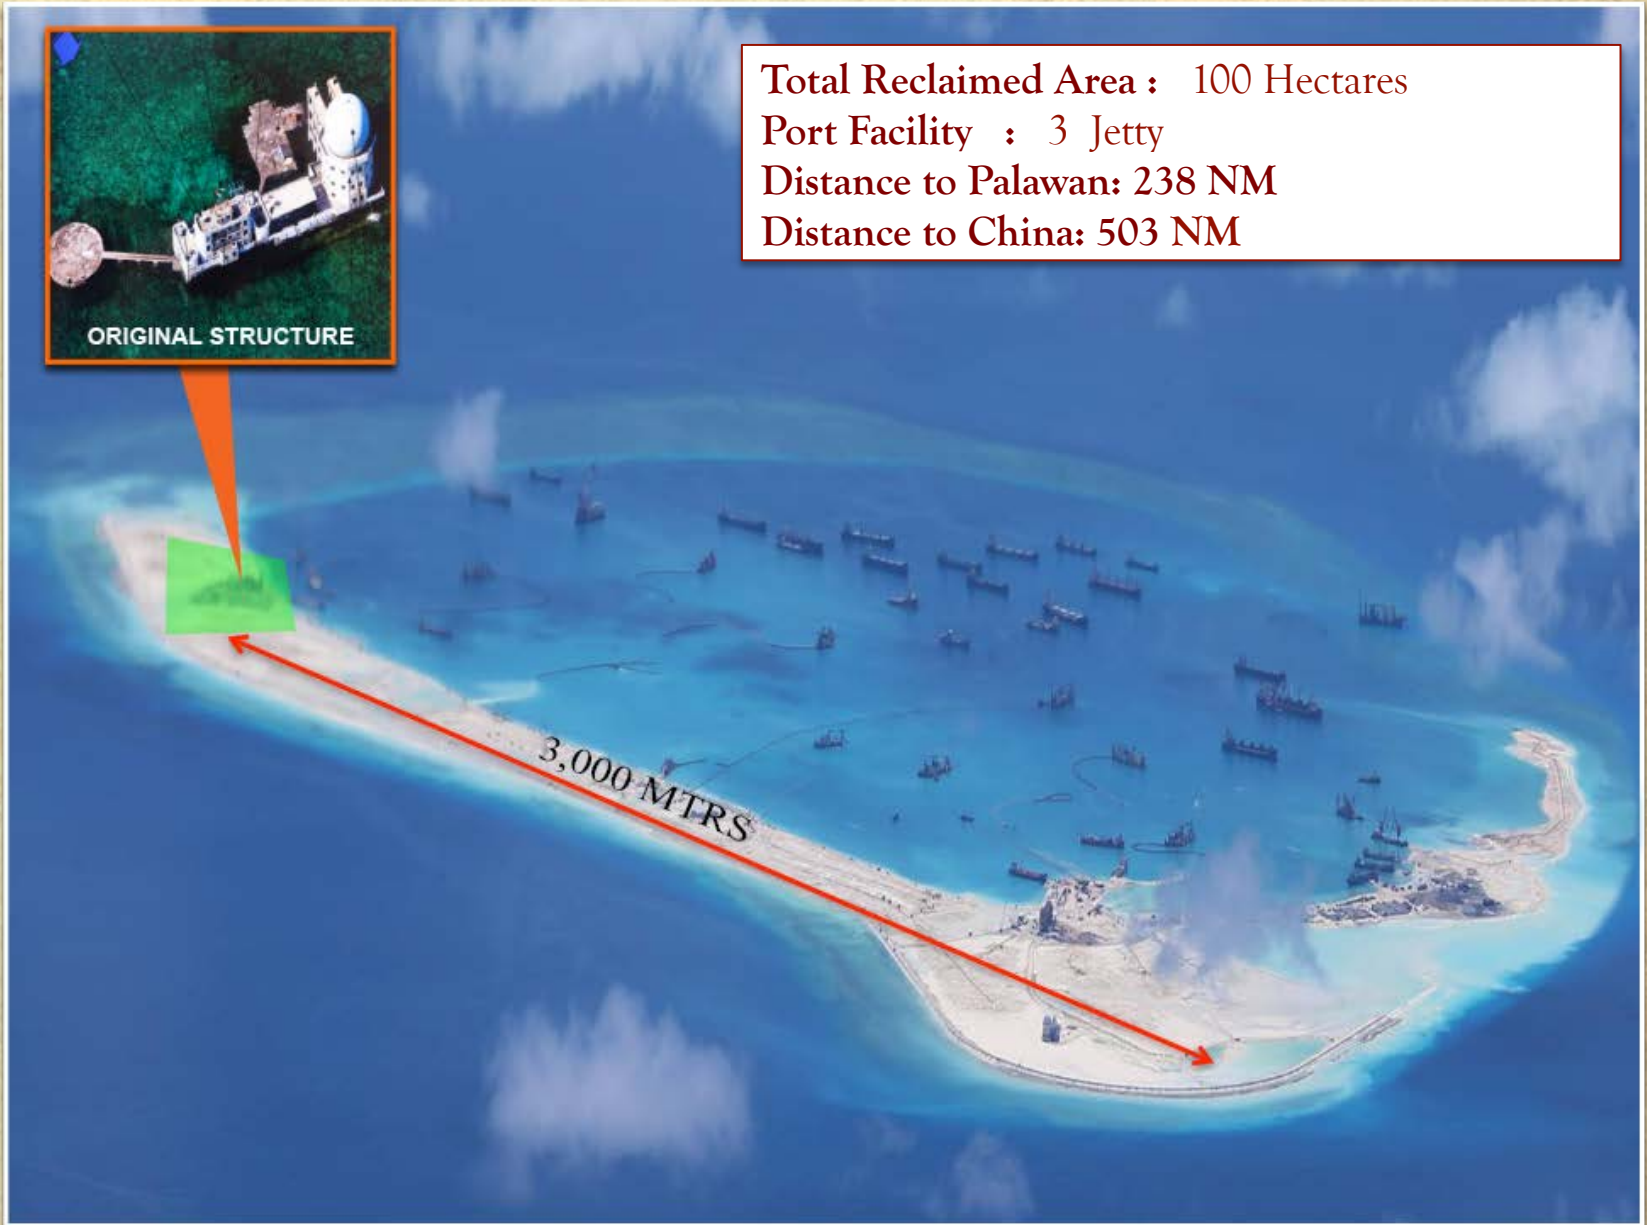 Total Reclaimed Area : 100 Hectares
Port Facility : 3 Jetty
Distance to Palawan: 238 NM
Distance to China: 503 NM
ORIGINAL STRUCTURE
3,000 MTRS